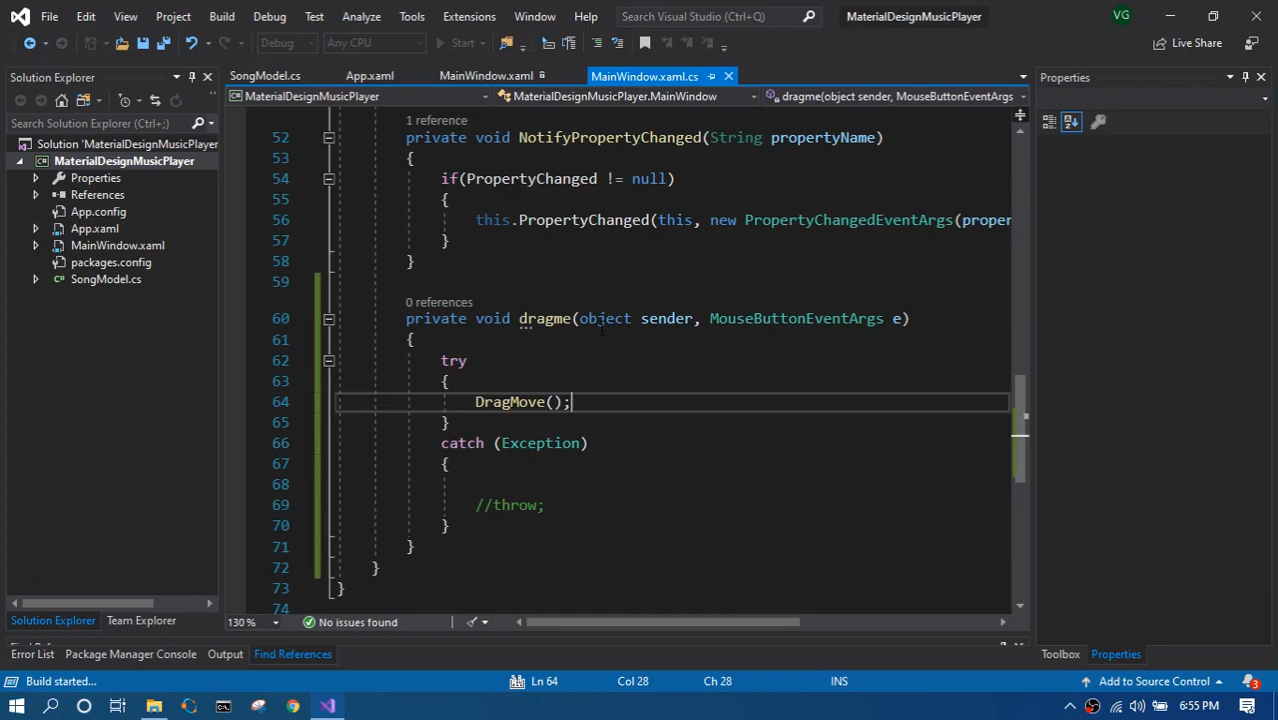 File Edit View Project Build Debug Test Analyze Tools Extensions Window Help Search Visual Studio (Ctrl+Q) MaterialDesignMusicPlayer VG
Debug Any CPU Start Live Share
Solution Explorer
Search Solution Explorer (Ctrl+;)
Solution 'MaterialDesignMusicPlayer'
MaterialDesignMusicPlayer
Properties
References
App.config
App.xaml
MainWindow.xaml
packages.config
SongModel.cs
Solution Explorer Team Explorer
SongModel.cs App.xaml MainWindow.xaml MainWindow.xaml.cs
MaterialDesignMusicPlayer MaterialDesignMusicPlayer.MainWindow dragme(object sender, MouseButtonEventArgs
1 reference
52 private void NotifyPropertyChanged(String propertyName)
53 {
54 if(PropertyChanged != null)
55 {
56 this.PropertyChanged(this, new PropertyChangedEventArgs(proper
57 }
58 }
59
0 references
60 private void dragme(object sender, MouseButtonEventArgs e)
61 {
62 try
63 {
64 DragMove();
65 }
66 catch (Exception)
67 {
68
69 //throw;
70 }
71 }
72 }
73 }
74
130 % No issues found
Properties
Toolbox Properties
Error List Package Manager Console Output Find References
Build started... Ln 64 Col 28 Ch 28 INS Add to Source Control 3
6:55 PM